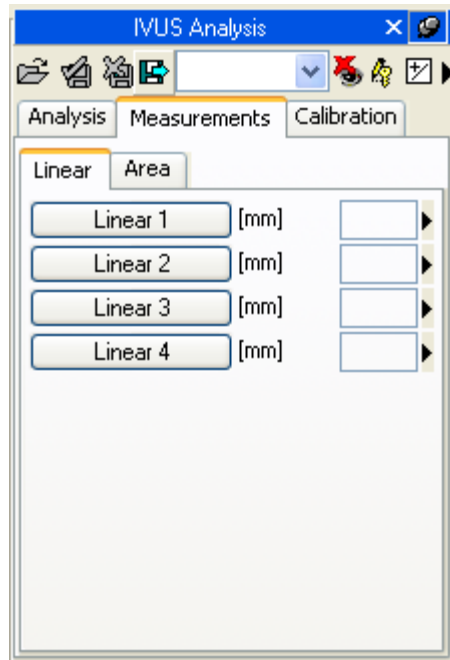 IVUS Analysis
Analysis Measurements Calibration
Linear Area
Linear 1 [mm]
Linear 2 [mm]
Linear 3 [mm]
Linear 4 [mm]